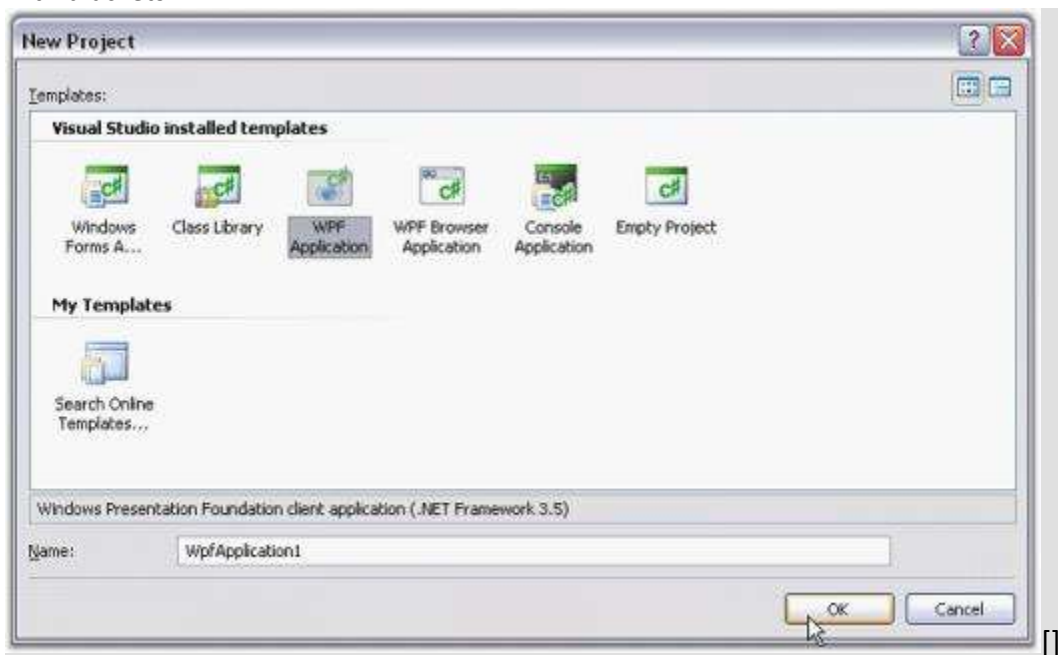 New Project
Templates:
Visual Studio installed templates
Windows Forms A...
Class Library
WPF Application
WPF Browser Application
Console Application
Empty Project
My Templates
Search Online Templates...
Windows Presentation Foundation client application (.NET Framework 3.5)
Name:
WpfApplication1
OK
Cancel
[]